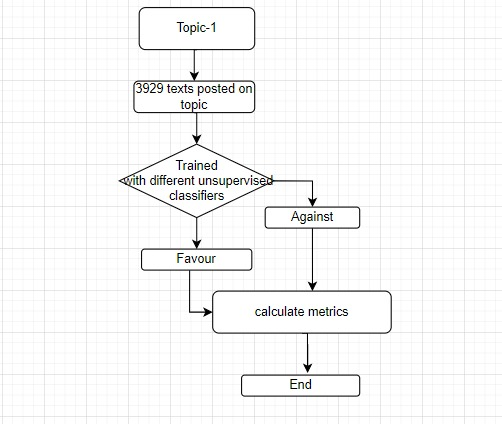 Topic-1
3929 texts posted on
topic
Trained
with different unsupervised
classifiers
Against
Favour
calculate metrics
End